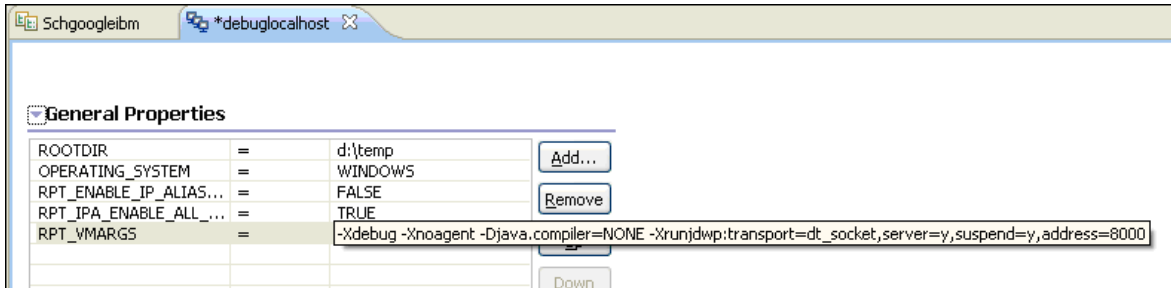 Schgoogleibm *debuglocalhost
General Properties
ROOTDIR = d:\temp Add...
OPERATING_SYSTEM = WINDOWS
RPT_ENABLE_IP_ALIAS... = FALSE Remove
RPT_IPA_ENABLE_ALL_... = TRUE
RPT_VMARGS = -Xdebug -Xnoagent -Djava.compiler=NONE -Xrunjdwp:transport=dt_socket,server=y,suspend=y,address=8000
Down